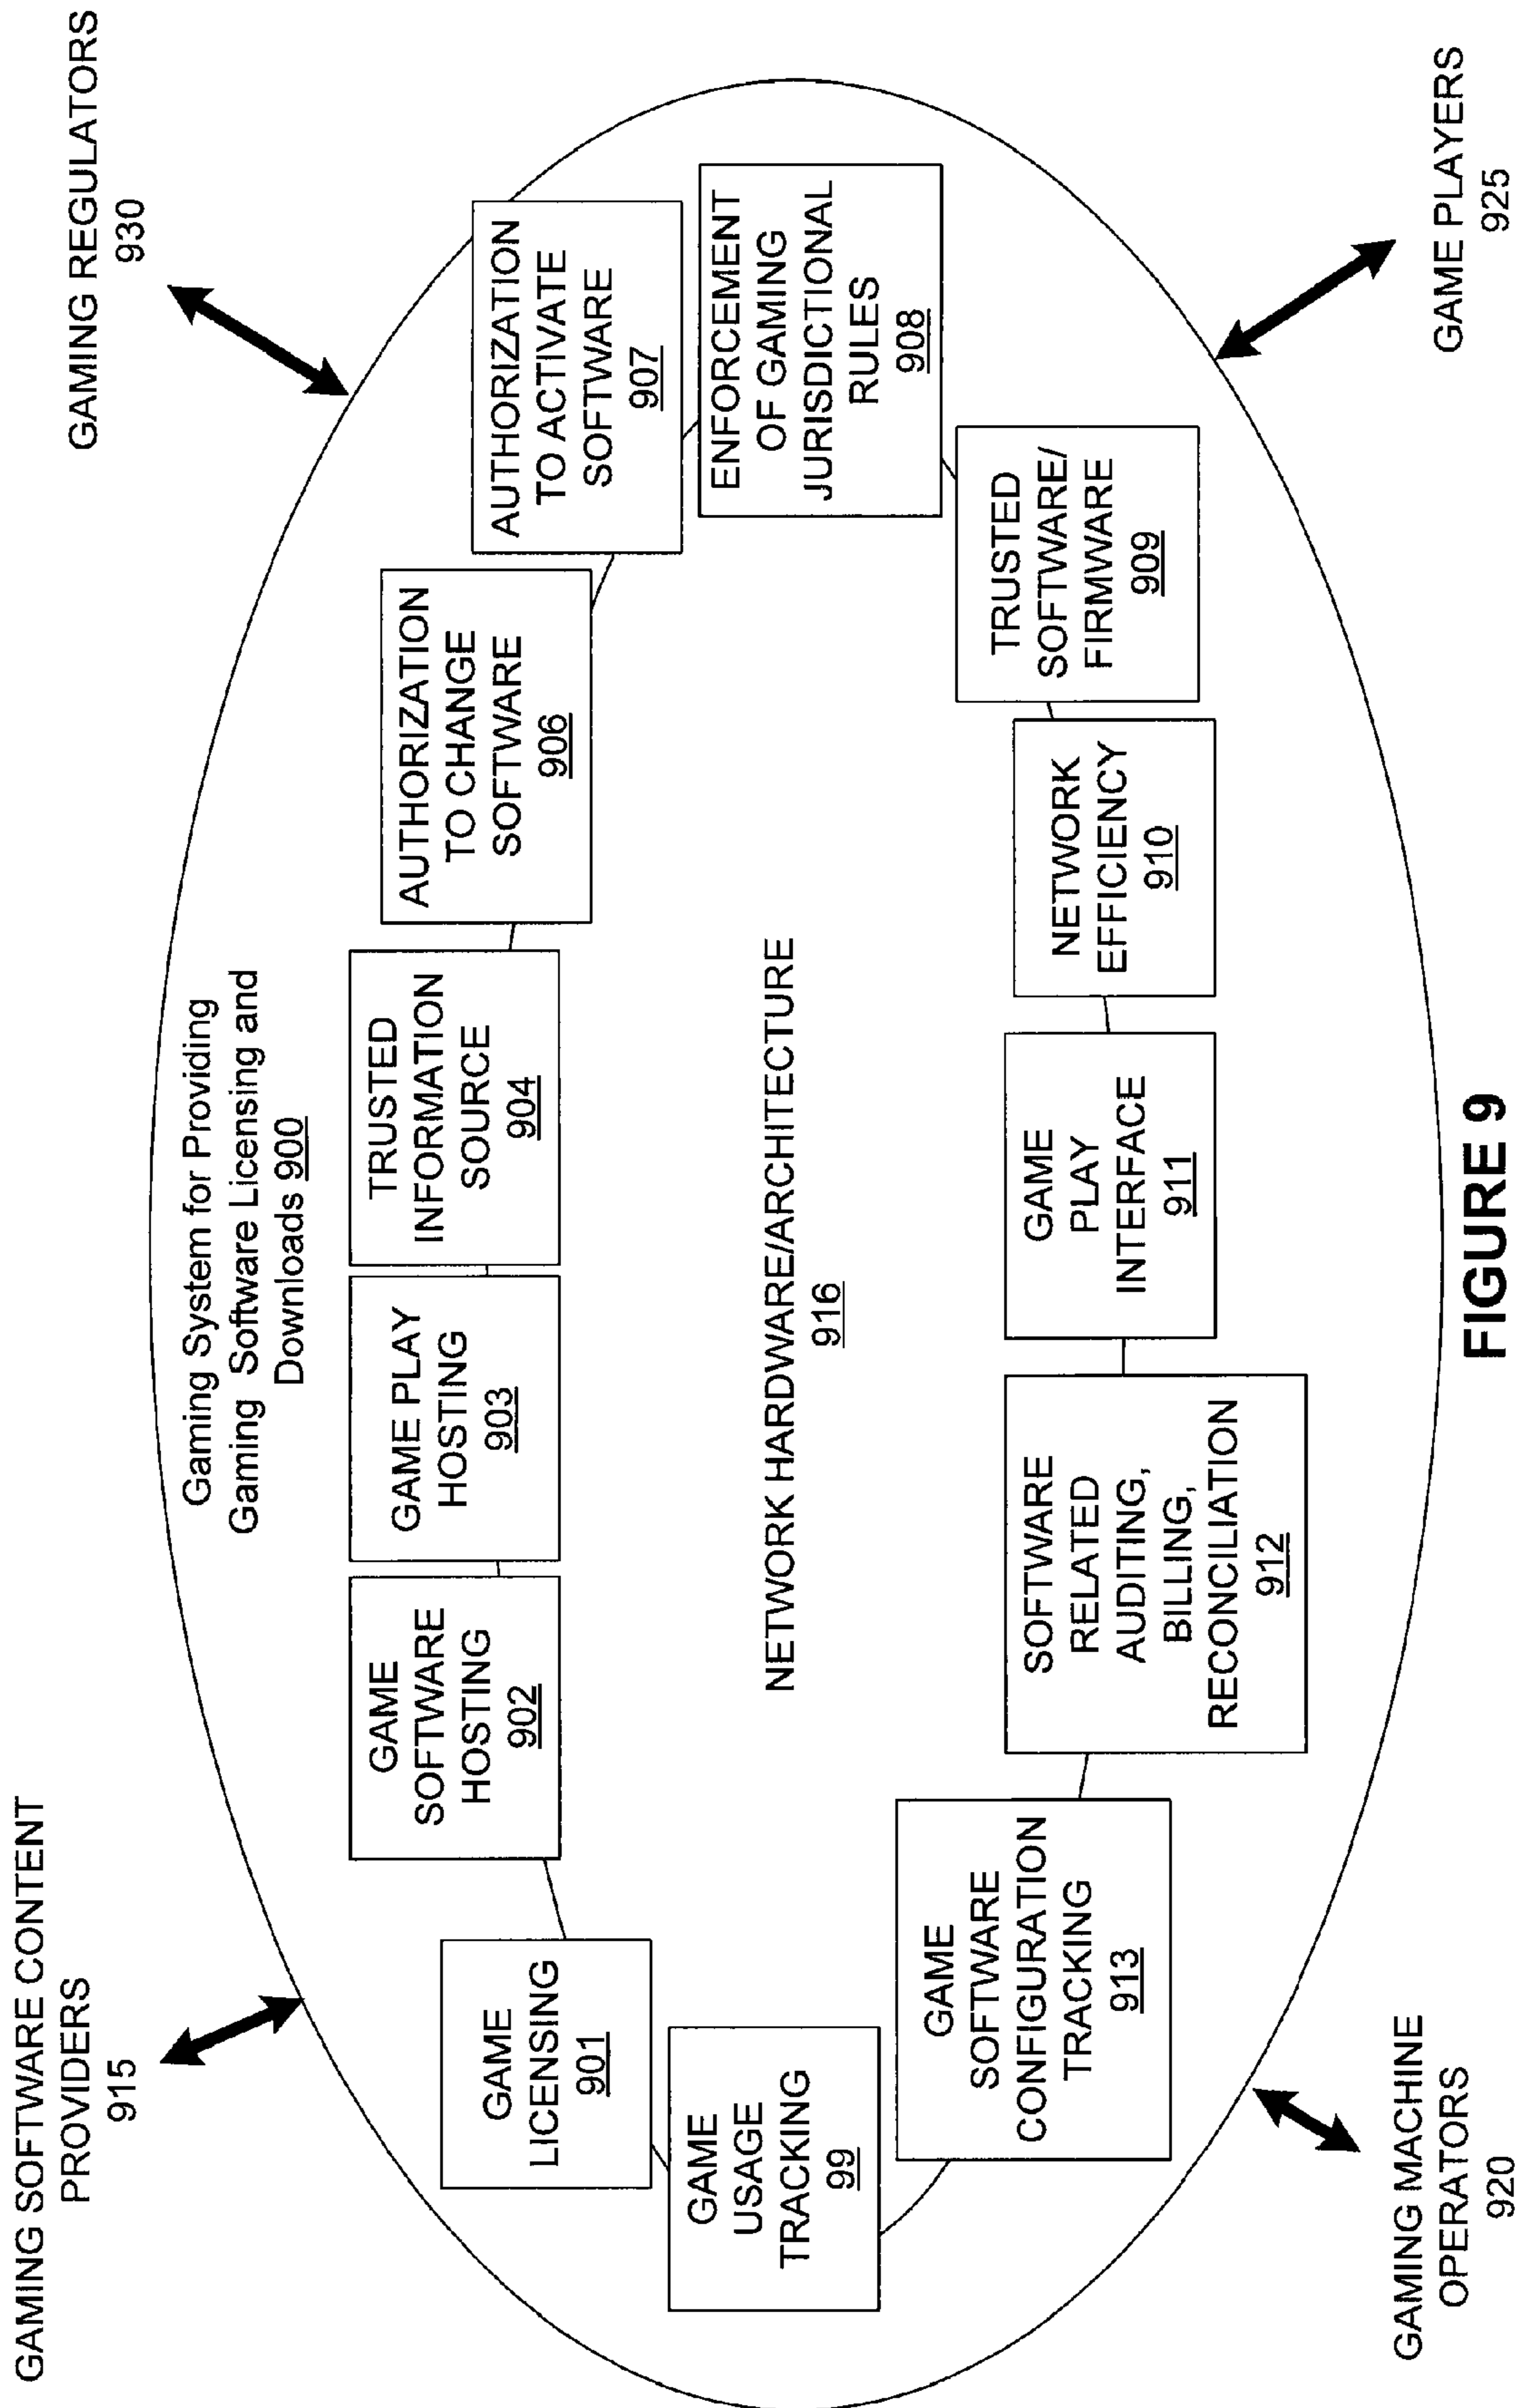 GAMING SOFTWARE CONTENT
PROVIDERS
915
GAMING REGULATORS
930
Gaming System for Providing
Gaming Software Licensing and
Downloads 900
GAME
LICENSING
901
GAME
SOFTWARE
HOSTING
902
GAME PLAY
HOSTING
903
TRUSTED
INFORMATION
SOURCE
904
AUTHORIZATION
TO CHANGE
SOFTWARE
906
AUTHORIZATION
TO ACTIVATE
SOFTWARE
907
ENFORCEMENT
OF GAMING
JURISDICTIONAL
RULES
908
NETWORK HARDWARE/ARCHITECTURE
916
GAME
USAGE
TRACKING
99
GAME
SOFTWARE
CONFIGURATION
TRACKING
913
SOFTWARE
RELATED
AUDITING,
BILLING,
RECONCILIATION
912
GAME
PLAY
INTERFACE
911
NETWORK
EFFICIENCY
910
TRUSTED
SOFTWARE/
FIRMWARE
909
GAMING MACHINE
OPERATORS
920
GAME PLAYERS
925
FIGURE 9